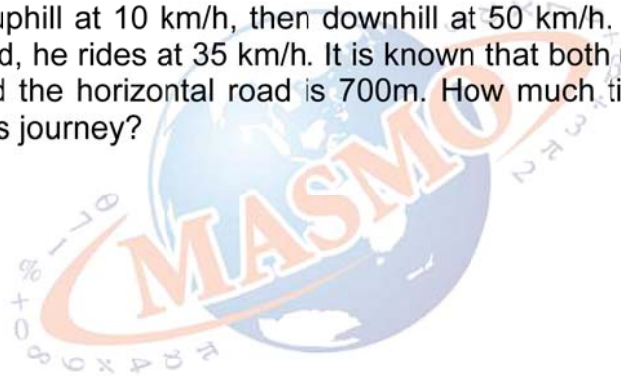 uphill at 10 km/h, then downhill at 50 km/h.
d, he rides at 35 km/h. It is known that both
d the horizontal road is 700m. How much ti
s journey?
MASMO